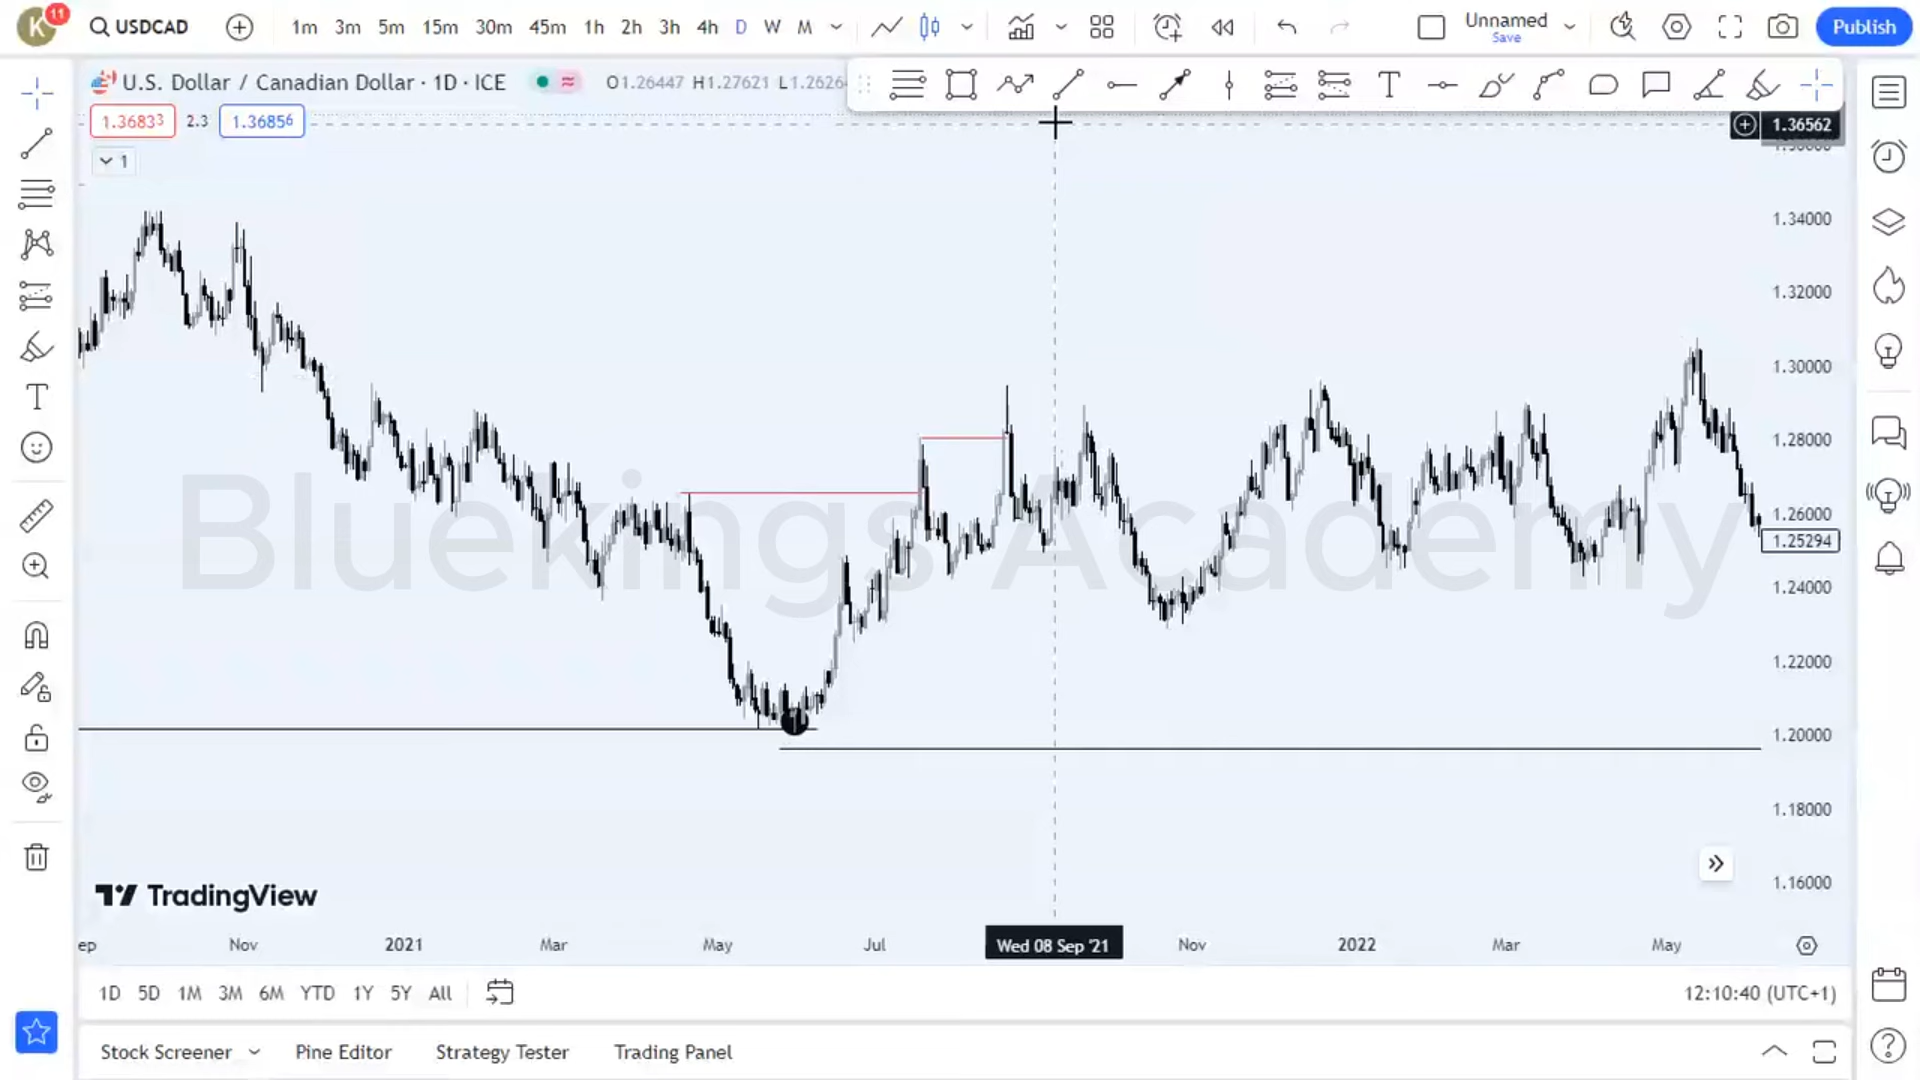 K 11 USDCAD 1m 3m 5m 15m 30m 45m 1h 2h 3h 4h D W M Unnamed Save Publish
U.S. Dollar / Canadian Dollar · 1D · ICE O1.26447 H1.27621 L1.2626
1.36833 2.3 1.36856
1.36562
1
1.34000
1.32000
1.30000
1.28000
1.26000
1.25294
1.24000
1.22000
1.20000
1.18000
1.16000
Bluekings Academy
TradingView
ep Nov 2021 Mar May Jul Wed 08 Sep '21 Nov 2022 Mar May
1D 5D 1M 3M 6M YTD 1Y 5Y All 12:10:40 (UTC+1)
Stock Screener Pine Editor Strategy Tester Trading Panel